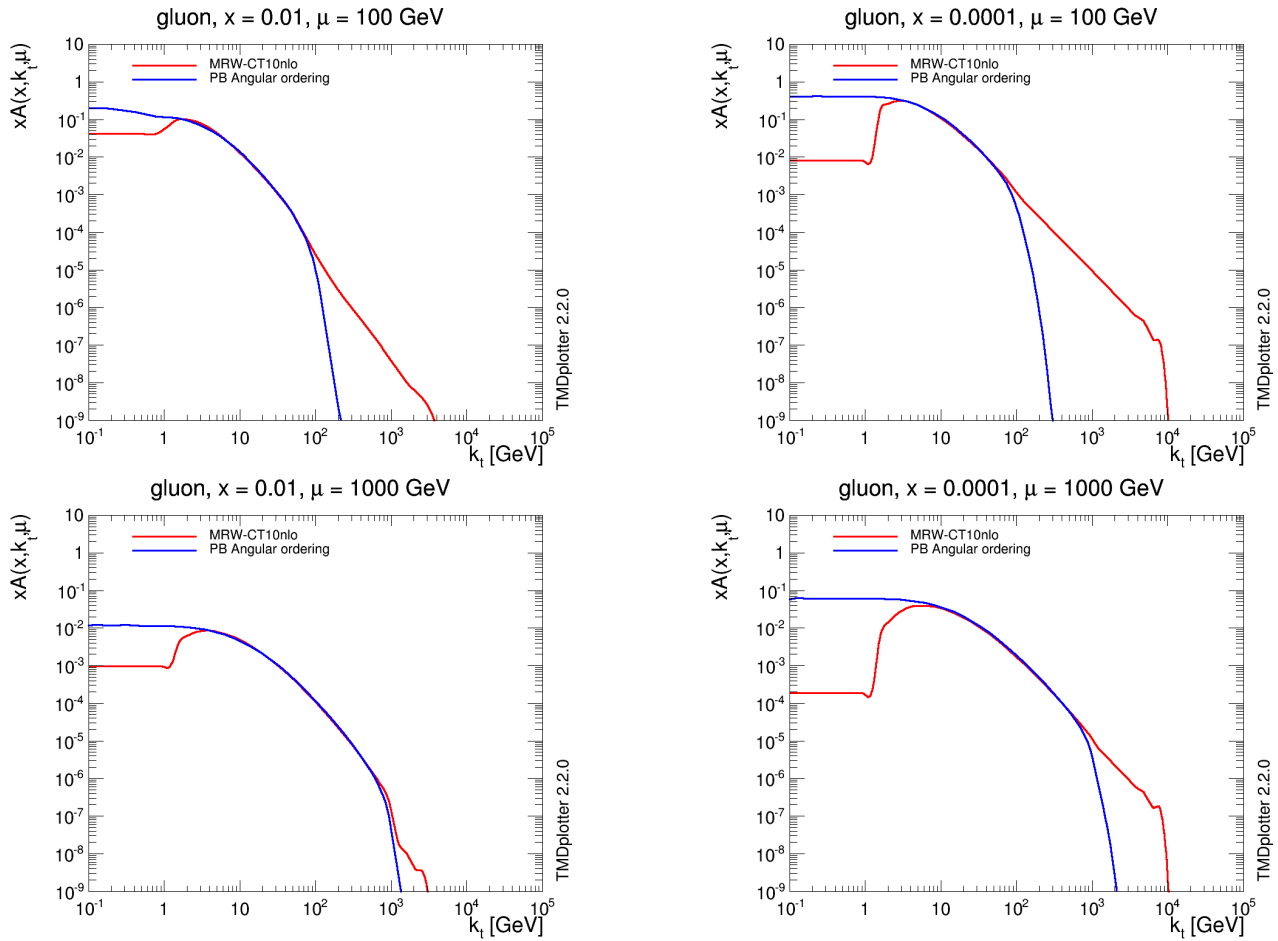 gluon, x = 0.01, μ = 100 GeV
xA(x,kt,μ)
10
1
10-1
10-2
10-3
10-4
10-5
10-6
10-7
10-8
10-9
MRW-CT10nlo
PB Angular ordering
TMDplotter 2.2.0
10-1 1 10 102 103 104 105
kt [GeV]
gluon, x = 0.0001, μ = 100 GeV
xA(x,kt,μ)
10
1
10-1
10-2
10-3
10-4
10-5
10-6
10-7
10-8
10-9
MRW-CT10nlo
PB Angular ordering
TMDplotter 2.2.0
10-1 1 10 102 103 104 105
kt [GeV]
gluon, x = 0.01, μ = 1000 GeV
xA(x,kt,μ)
10
1
10-1
10-2
10-3
10-4
10-5
10-6
10-7
10-8
10-9
MRW-CT10nlo
PB Angular ordering
TMDplotter 2.2.0
10-1 1 10 102 103 104 105
kt [GeV]
gluon, x = 0.0001, μ = 1000 GeV
xA(x,kt,μ)
10
1
10-1
10-2
10-3
10-4
10-5
10-6
10-7
10-8
10-9
MRW-CT10nlo
PB Angular ordering
TMDplotter 2.2.0
10-1 1 10 102 103 104 105
kt [GeV]